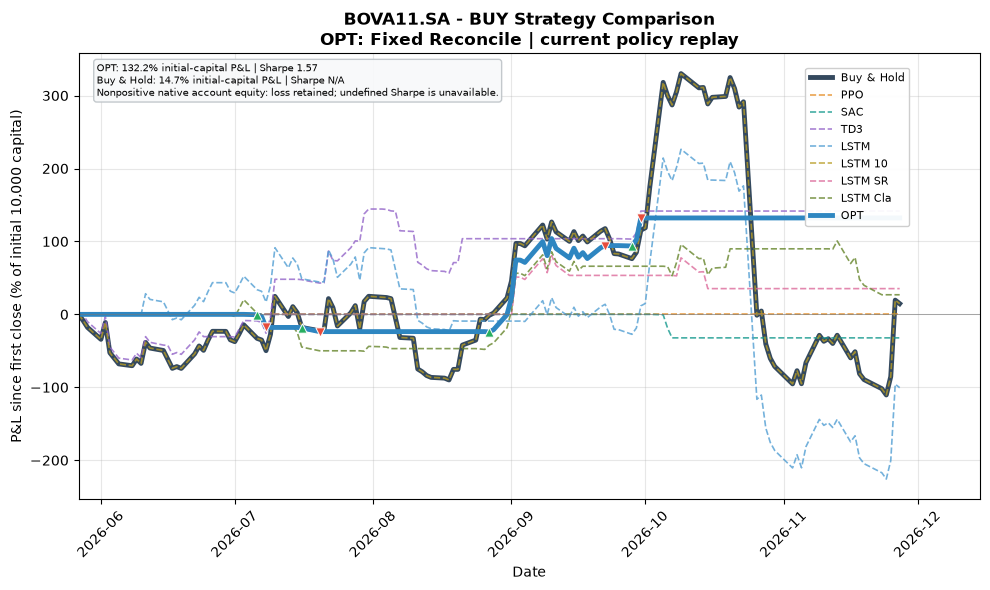 BOVA11.SA - BUY Strategy Comparison
OPT: Fixed Reconcile | current policy replay
OPT: 132.2% initial-capital P&L | Sharpe 1.57
Buy & Hold: 14.7% initial-capital P&L | Sharpe N/A
Nonpositive native account equity: loss retained; undefined Sharpe is unavailable.
Buy & Hold
PPO
SAC
TD3
LSTM
LSTM 10
LSTM SR
LSTM Cla
OPT
P&L since first close (% of initial 10,000 capital)
300
200
100
0
−100
−200
2026-06
2026-07
2026-08
2026-09
2026-10
2026-11
2026-12
Date